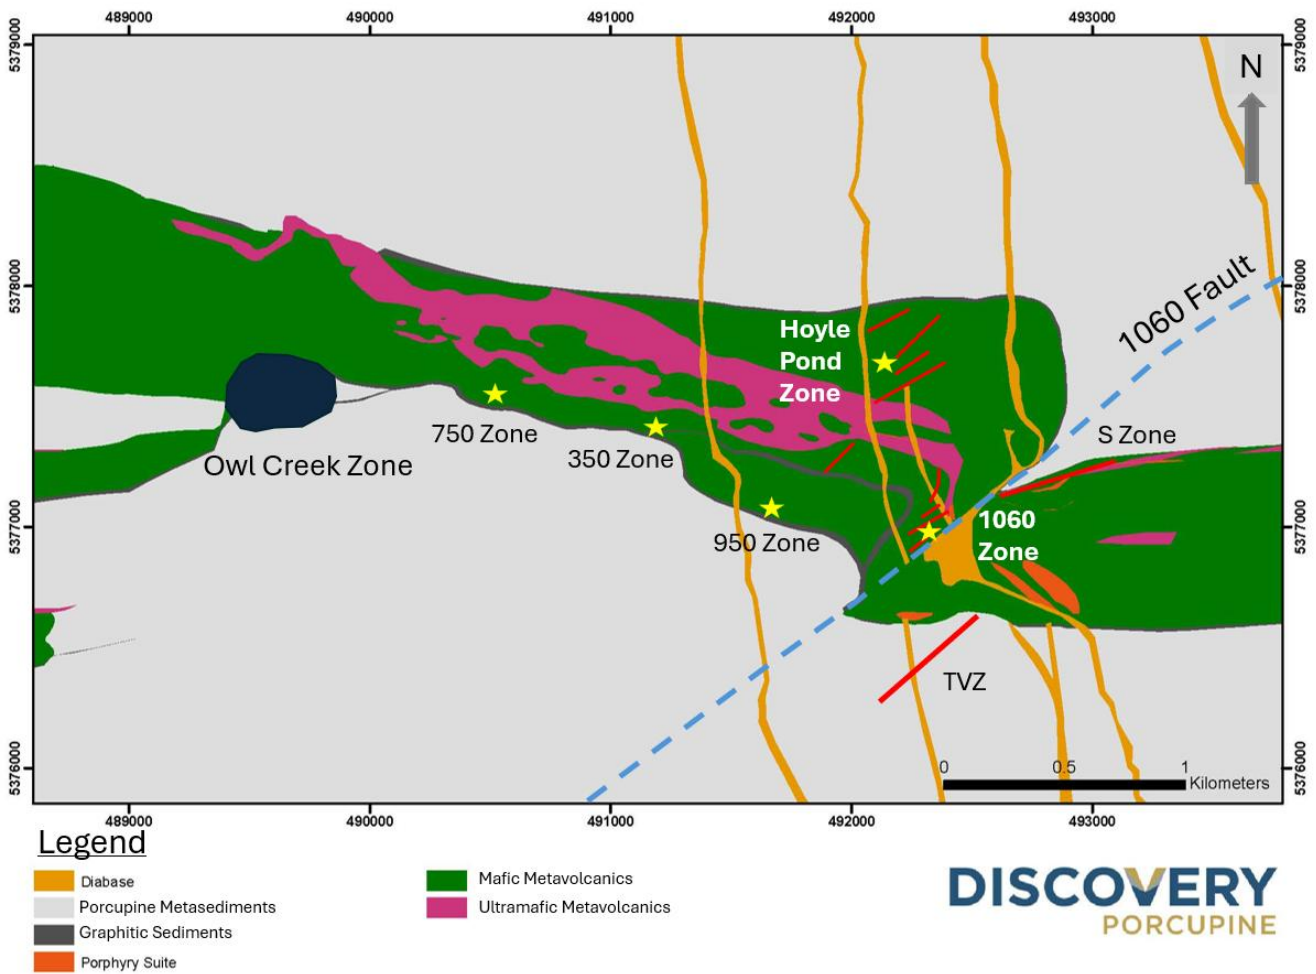 489000 490000 491000 492000 493000
5379000 5379000
N
1060 Fault
5378000 5378000
Hoyle
Pond
Zone
S Zone
750 Zone
350 Zone
Owl Creek Zone
5377000 5377000
1060
Zone
950 Zone
TVZ
5376000 5376000
0 0.5 1
Kilometers
489000 490000 491000 492000 493000
Legend
Diabase
Porcupine Metasediments
Graphitic Sediments
Porphyry Suite
Mafic Metavolcanics
Ultramafic Metavolcanics
DISCOVERY
PORCUPINE